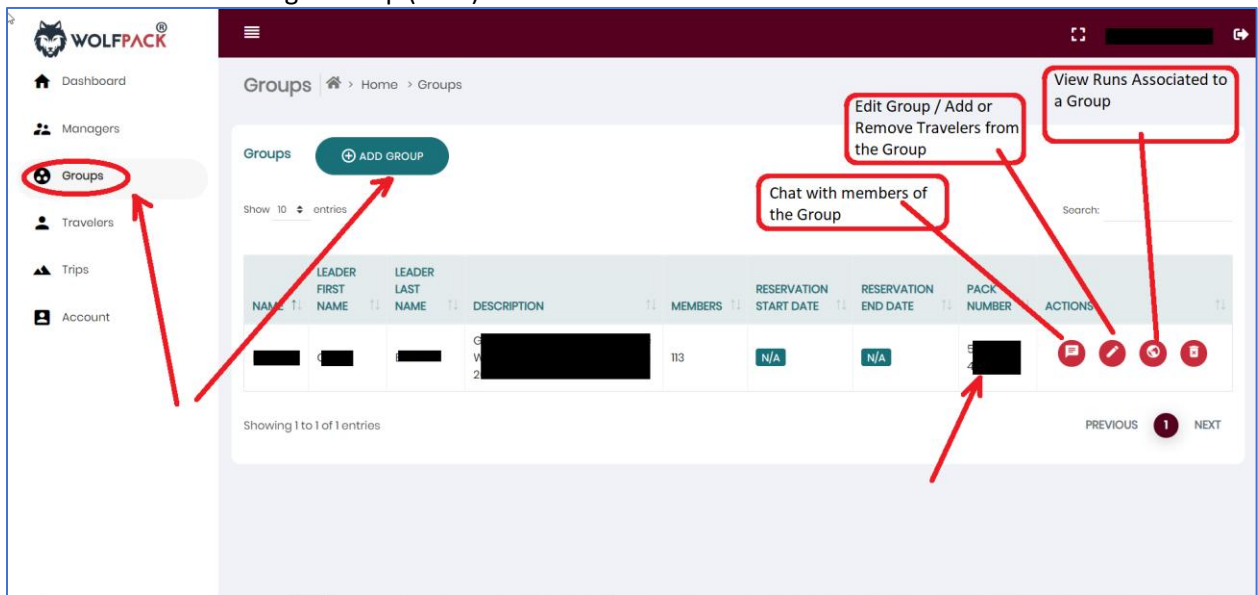 WOLFPACK®
Dashboard
Managers
Groups
Travelers
Trips
Account
Groups > Home > Groups
View Runs Associated to
a Group
Edit Group / Add or
Remove Travelers from
the Group
Chat with members of
the Group
Groups
ADD GROUP
Show 10 entries
Search:
NAME
LEADER
FIRST
NAME
LEADER
LAST
NAME
DESCRIPTION
MEMBERS
RESERVATION
START DATE
RESERVATION
END DATE
PACK
NUMBER
ACTIONS
G
W
2
113
N/A
N/A
5
4
Showing 1 to 1 of 1 entries
PREVIOUS 1 NEXT